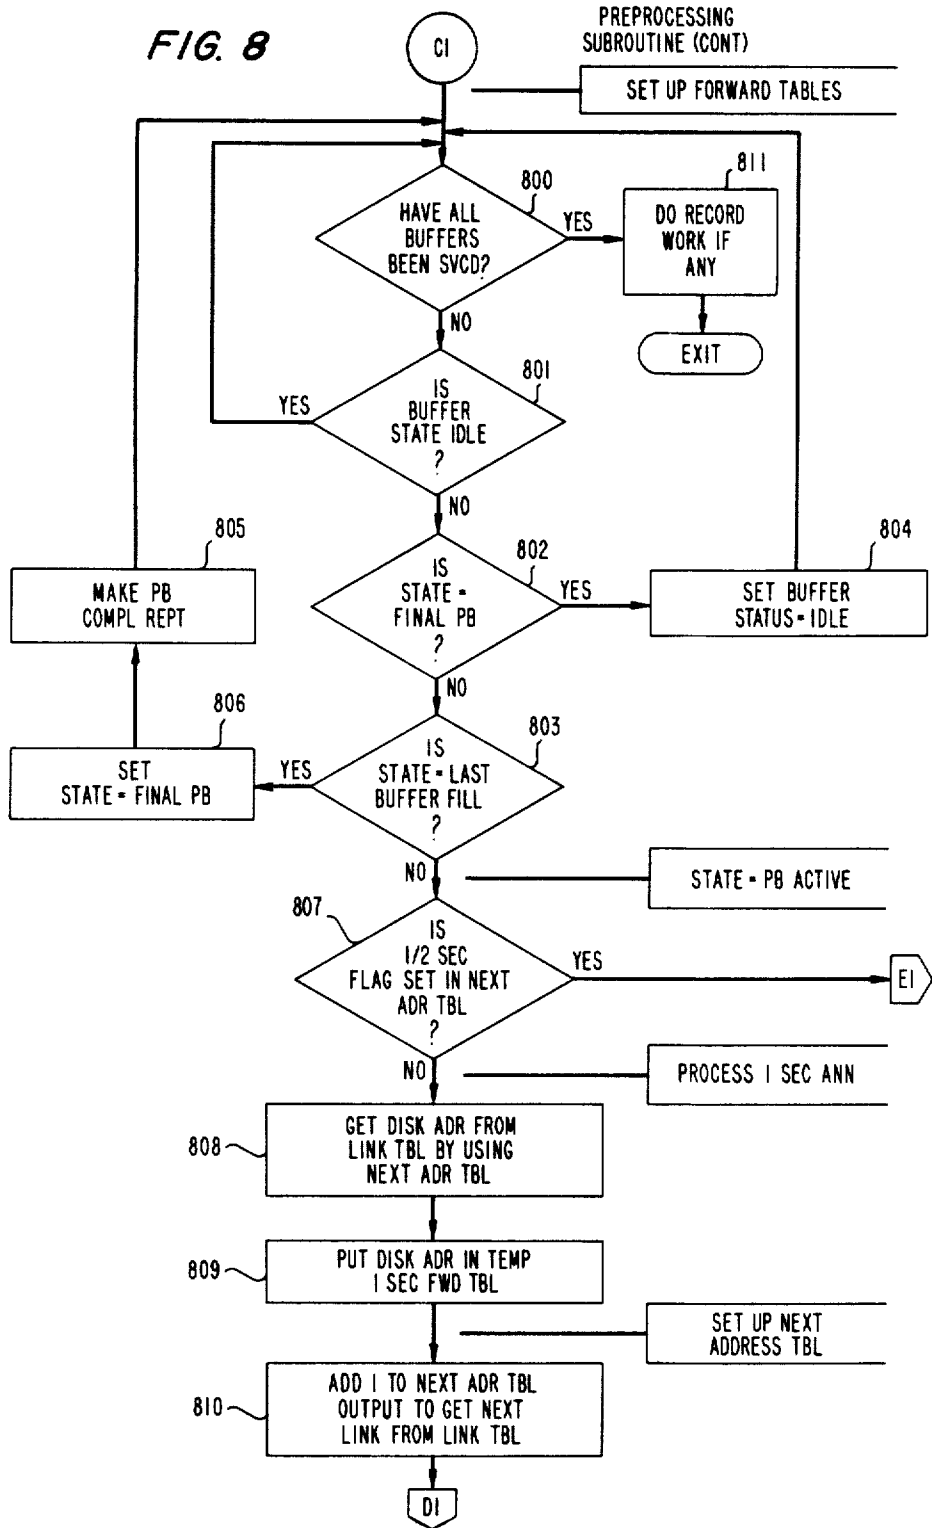 FIG. 8
C1
PREPROCESSING
SUBROUTINE (CONT)
SET UP FORWARD TABLES
800
HAVE ALL
BUFFERS
BEEN SVCD?
YES
811
DO RECORD
WORK IF
ANY
EXIT
NO
801
IS
BUFFER
STATE IDLE
?
YES
NO
802
IS
STATE =
FINAL PB
?
YES
804
SET BUFFER
STATUS = IDLE
805
MAKE PB
COMPL REPT
NO
806
SET
STATE = FINAL PB
803
IS
STATE = LAST
BUFFER FILL
?
YES
NO
STATE = PB ACTIVE
807
IS
1/2 SEC
FLAG SET IN NEXT
ADR TBL
?
YES
E1
NO
PROCESS 1 SEC ANN
808
GET DISK ADR FROM
LINK TBL BY USING
NEXT ADR TBL
809
PUT DISK ADR IN TEMP
1 SEC FWD TBL
SET UP NEXT
ADDRESS TBL
810
ADD 1 TO NEXT ADR TBL
OUTPUT TO GET NEXT
LINK FROM LINK TBL
D1